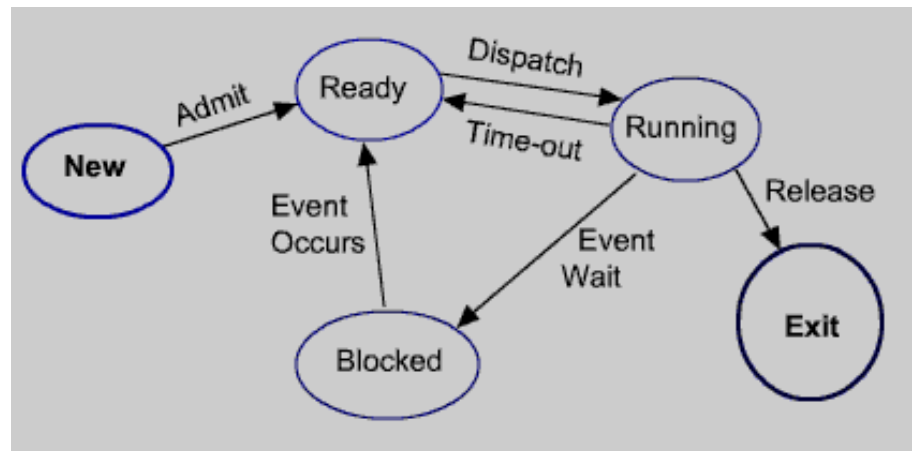 Dispatch
Ready
Admit
Running
Time-out
New
Release
Event
Occurs
Event
Wait
Exit
Blocked